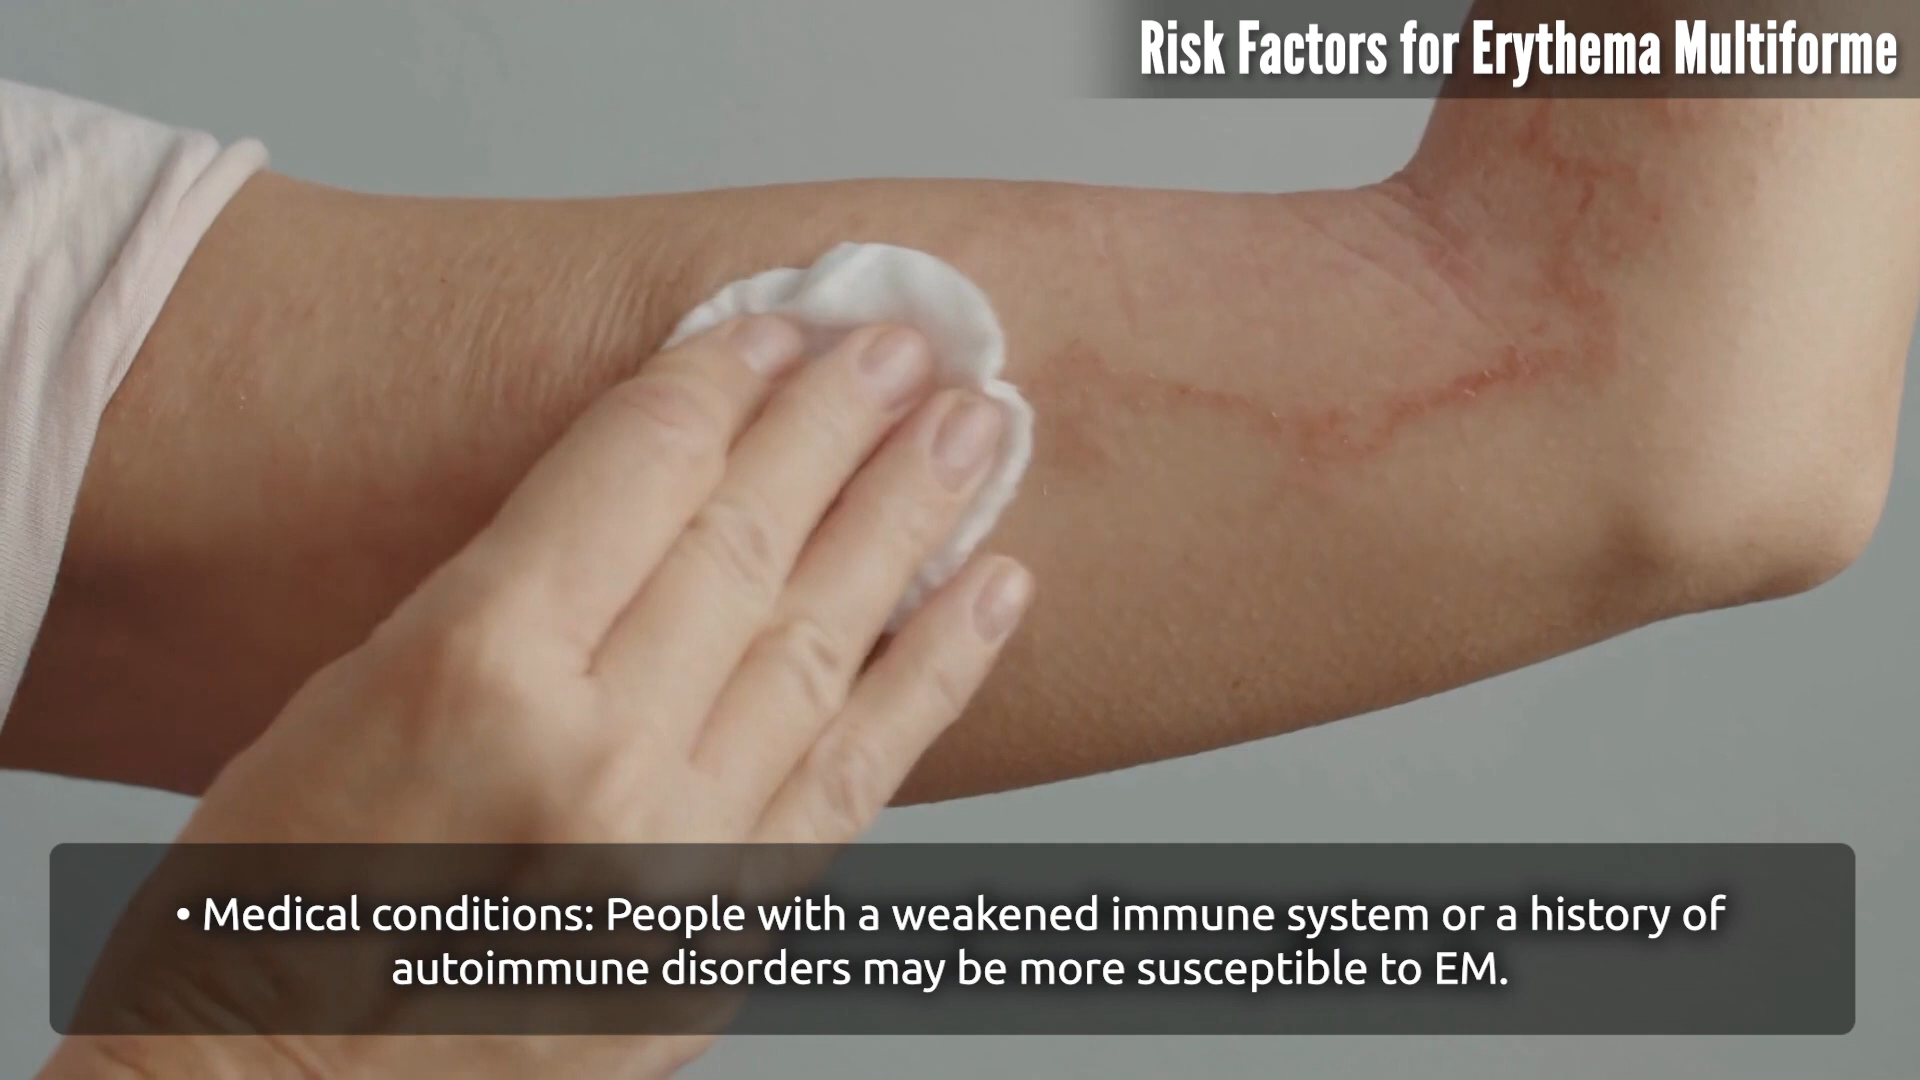 Risk Factors for Erythema Multiforme
• Medical conditions: People with a weakened immune system or a history of
autoimmune disorders may be more susceptible to EM.